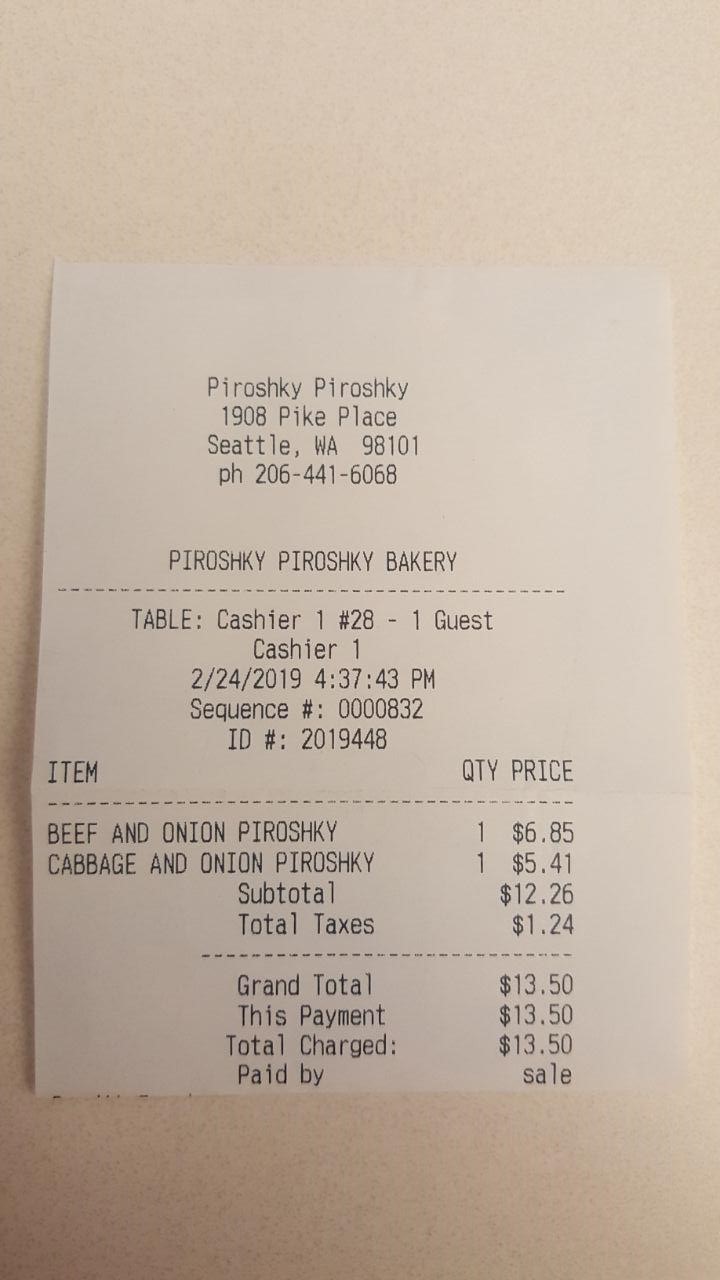 Piroshky Piroshky
1908 Pike Place
Seattle, WA 98101
ph 206-441-6068
PIROSHKY PIROSHKY BAKERY
TABLE: Cashier 1 #28 - 1 Guest
Cashier 1
2/24/2019 4:37:43 PM
Sequence #: 0000832
ID #: 2019448
ITEM QTY PRICE
BEEF AND ONION PIROSHKY 1 $6.85
CABBAGE AND ONION PIROSHKY 1 $5.41
Subtotal $12.26
Total Taxes $1.24
Grand Total $13.50
This Payment $13.50
Total Charged: $13.50
Paid by sale